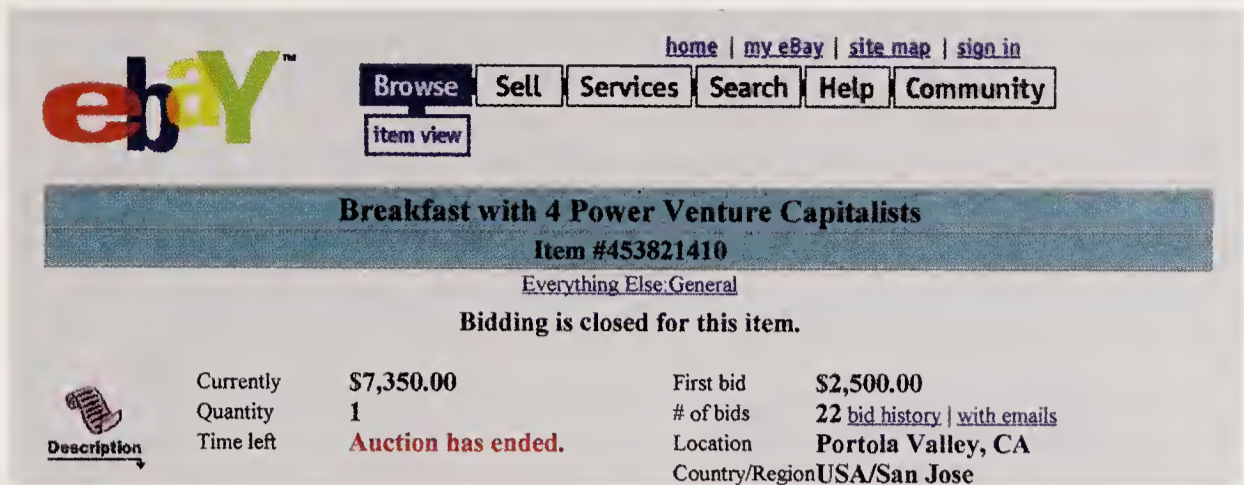 home | my eBay | site map | sign in
ebaY™
Browse Sell Services Search Help Community
item view
Breakfast with 4 Power Venture Capitalists
Item #453821410
Everything Else:General
Bidding is closed for this item.
Currently $7,350.00 First bid $2,500.00
Quantity 1 # of bids 22 bid history | with emails
Time left Auction has ended. Location Portola Valley, CA
Description
Country/Region USA/San Jose